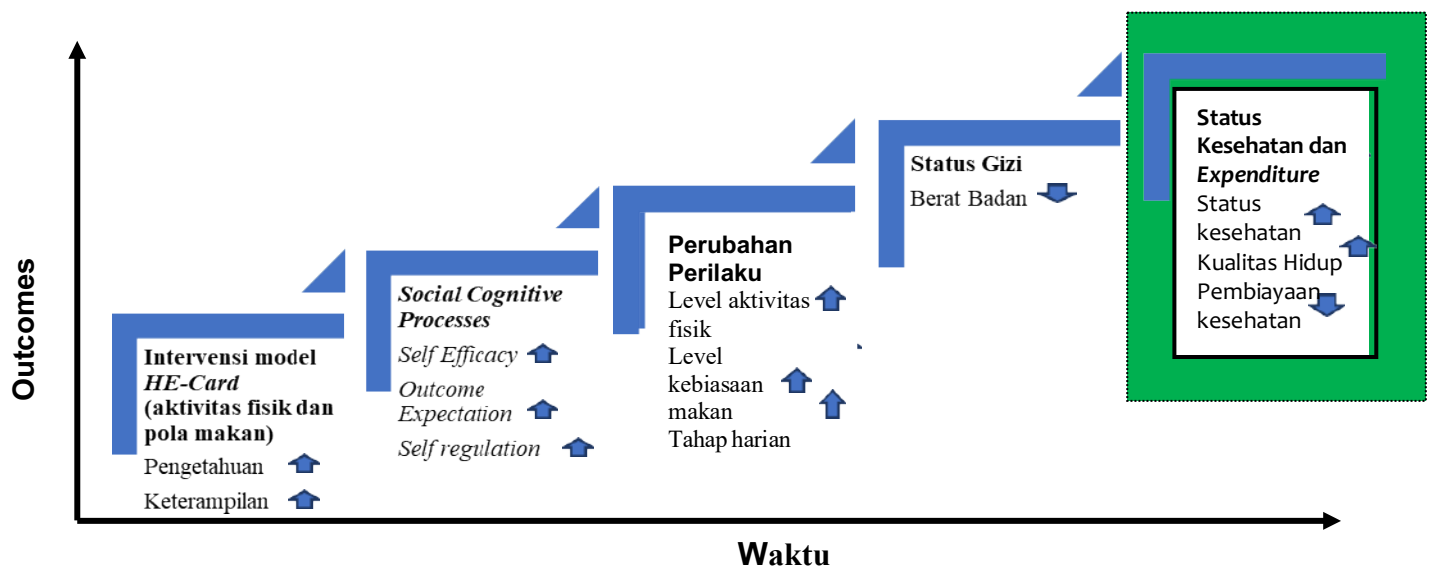 Outcomes
Intervensi model
HE-Card
(aktivitas fisik dan
pola makan)
Pengetahuan
Keterampilan
Social Cognitive
Processes
Self Efficacy
Outcome
Expectation
Self regulation
Perubahan
Perilaku
Level aktivitas
fisik
Level
kebiasaan
makan
Tahap harian
Status Gizi
Berat Badan
Status
Kesehatan dan
Expenditure
Status
kesehatan
Kualitas Hidup
Pembiayaan
kesehatan
Waktu